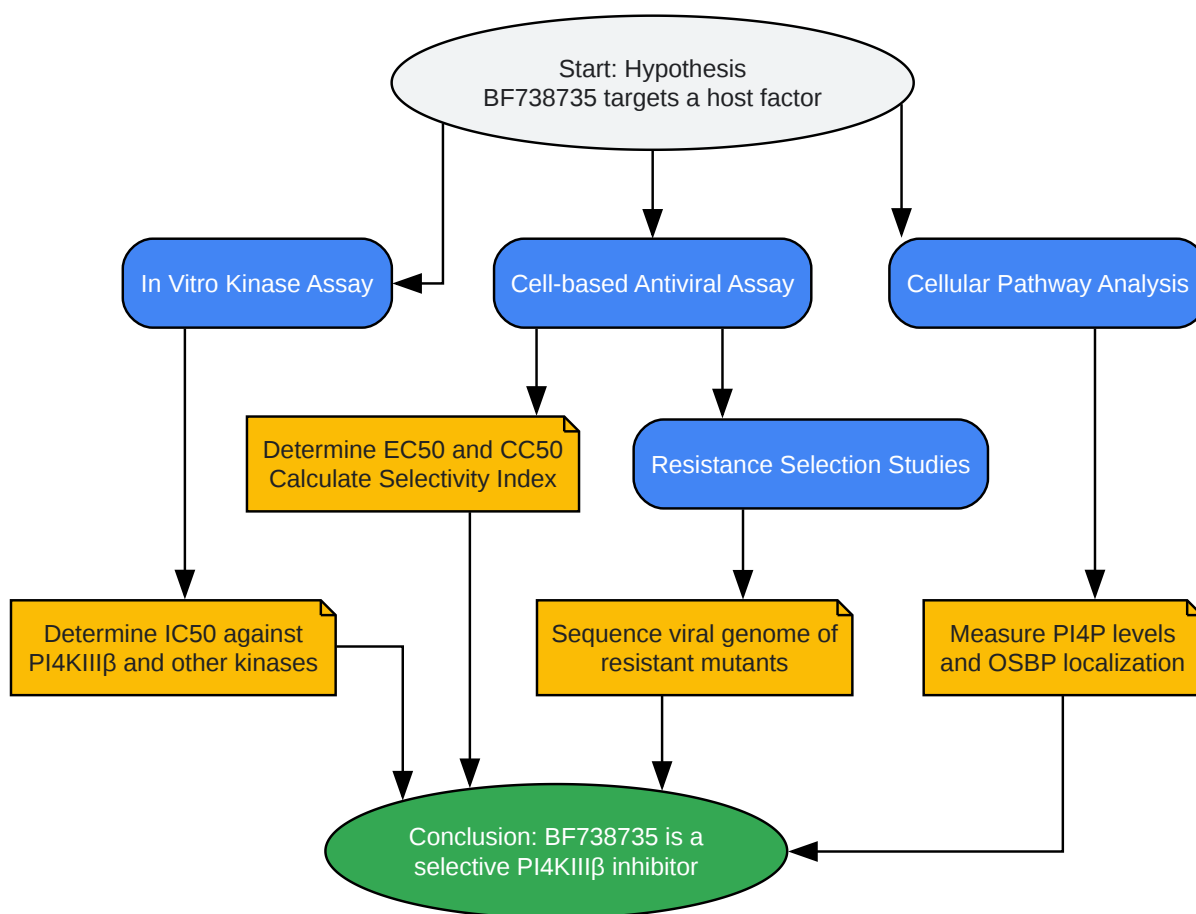 Start: Hypothesis
BF738735 targets a host factor
In Vitro Kinase Assay
Cell-based Antiviral Assay
Cellular Pathway Analysis
Determine EC50 and CC50
Calculate Selectivity Index
Resistance Selection Studies
Determine IC50 against
PI4KIIIβ and other kinases
Sequence viral genome of
resistant mutants
Measure PI4P levels
and OSBP localization
Conclusion: BF738735 is a
selective PI4KIIIβ inhibitor